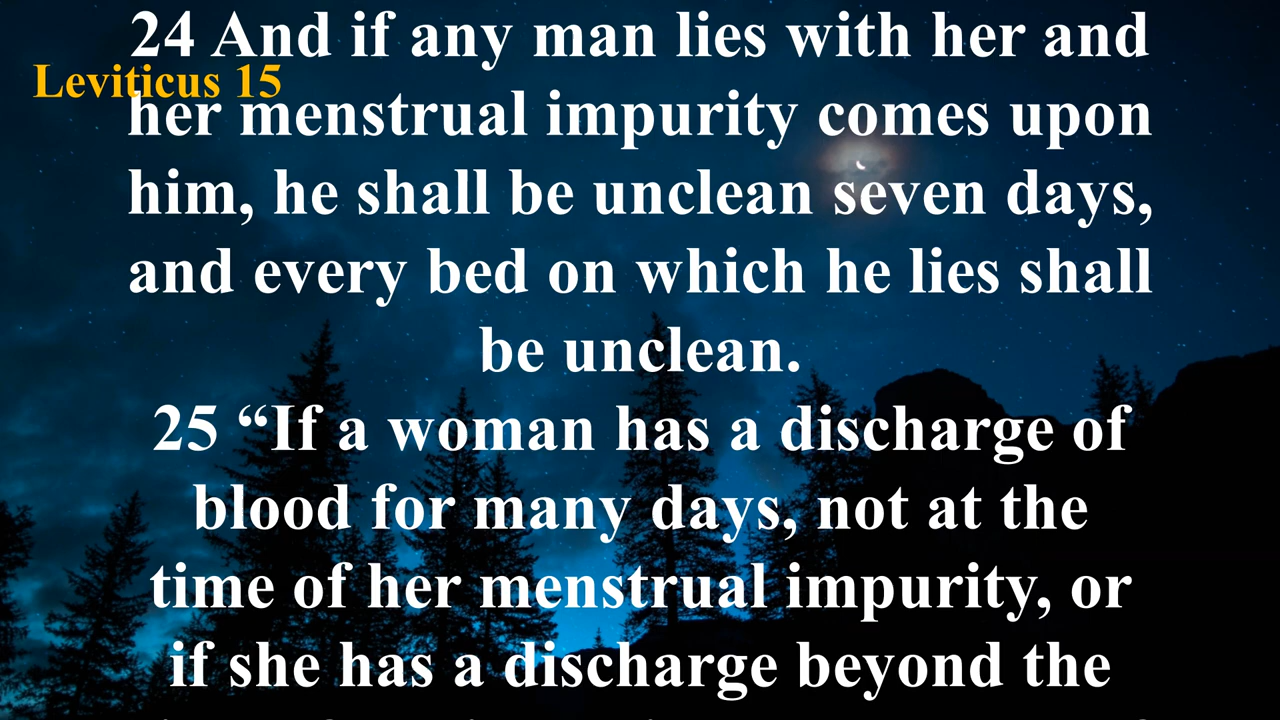 24 And if any man lies with her and
Leviticus 15
her menstrual impurity comes upon
him, he shall be unclean seven days,
and every bed on which he lies shall
be unclean.
25 “If a woman has a discharge of
blood for many days, not at the
time of her menstrual impurity, or
if she has a discharge beyond the